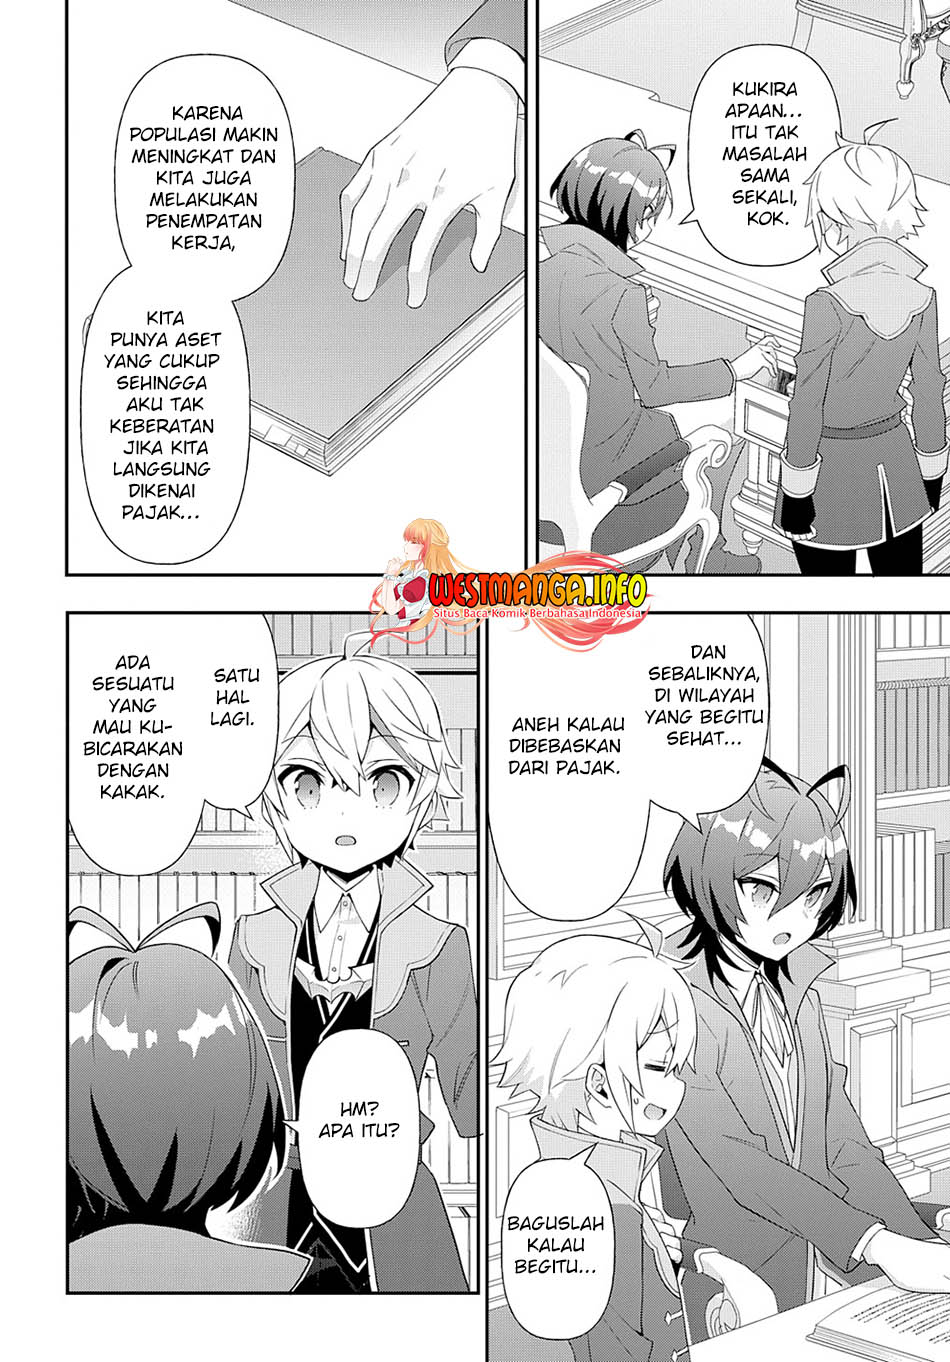 KUKIRA
APAAN...
ITU TAK
MASALAH
SAMA
SEKALI,
KOK.
KARENA
POPULASI MAKIN
MENINGKAT DAN
KITA JUGA
MELAKUKAN
PENEMPATAN
KERJA,
KITA
PUNYA ASET
YANG CUKUP
SEHINGGA
AKU TAK
KEBERATAN
JIKA KITA
LANGSUNG
DIKENAI
PAJAK...
WESTMANGA.INFO
Situs Baca Komik Berbahasa Indonesia
DAN
SEBALIKNYA,
DI WILAYAH
YANG BEGITU
SEHAT...
ANEH KALAU
DIBEBASKAN
DARI PAJAK.
BAGUSLAH
KALAU
BEGITU...
SATU
HAL
LAGI.
ADA
SESUATU
YANG
MAU KU-
BICARAKAN
DENGAN
KAKAK.
HM?
APA ITU?